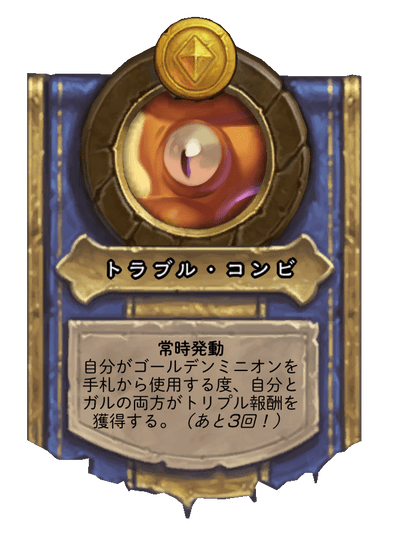 トラブル・コンビ
常時発動
自分がゴールデンミニオンを
手札から使用する度、自分と
ガルの両方がトリプル報酬を
獲得する。（あと3回！）